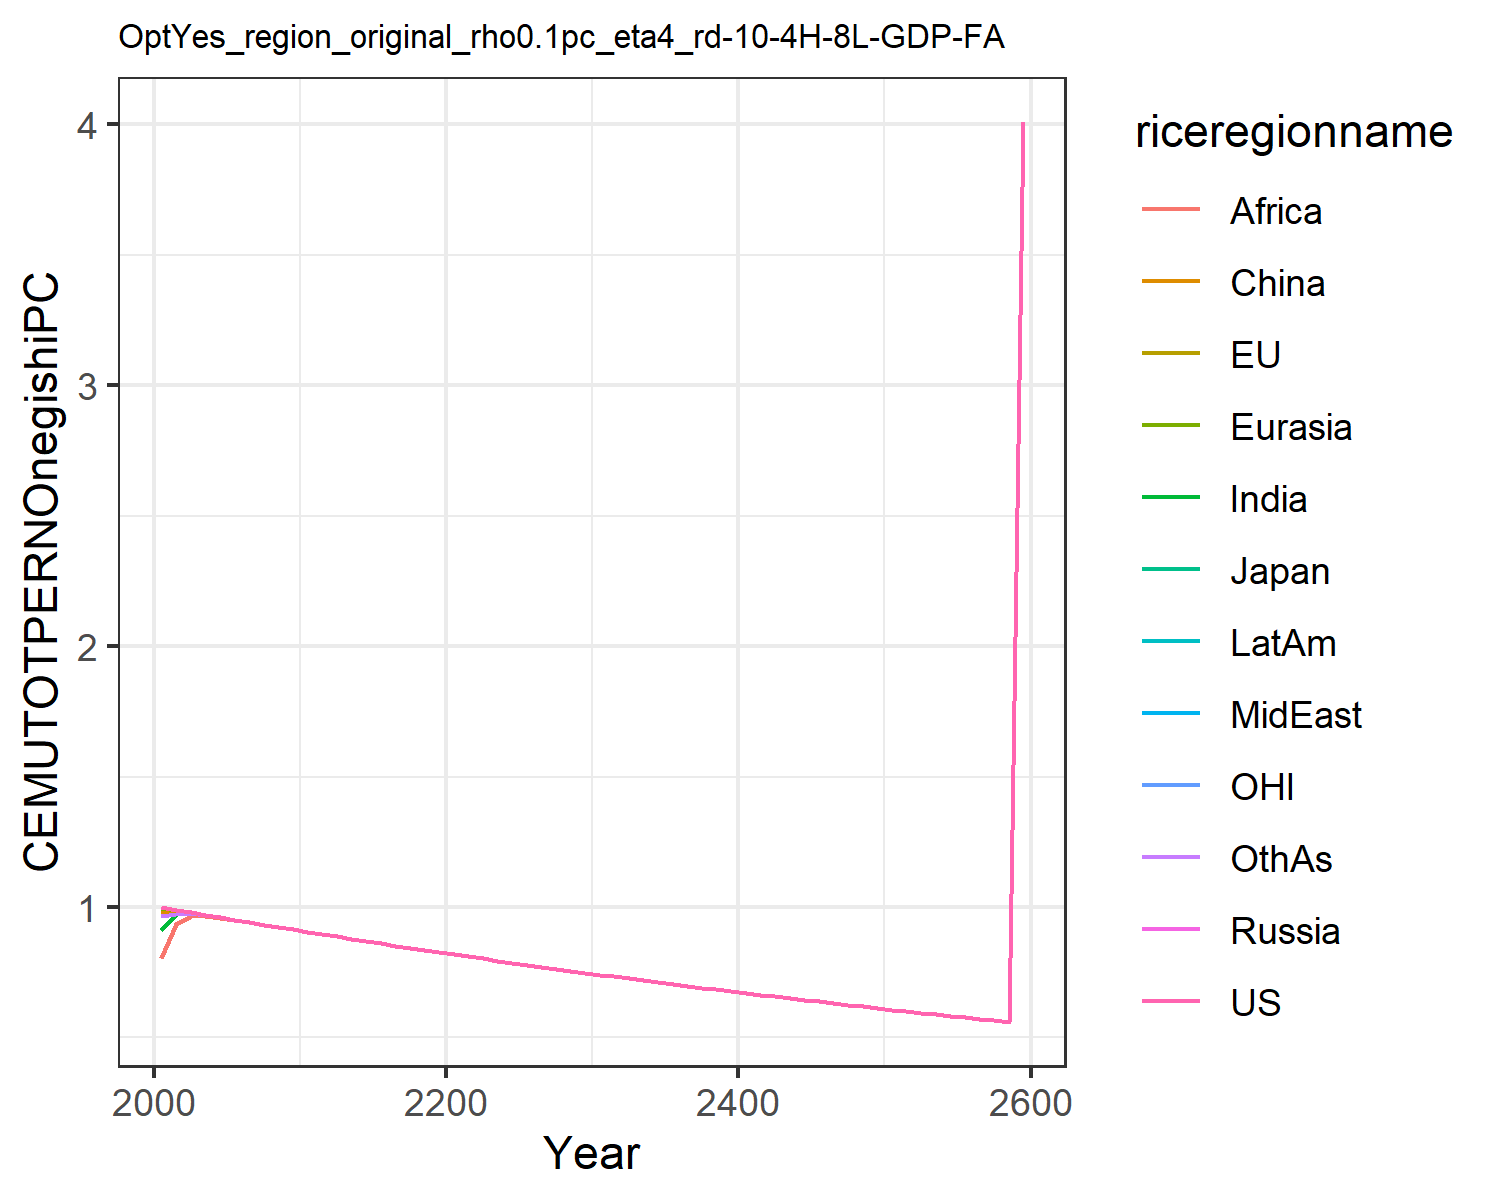 OptYes_region_original_rho0.1pc_eta4_rd-10-4H-8L-GDP-FA
CEMUTOTPERNOnegishiPC
4
3
2
1
2000 2200 2400 2600
Year
riceregionname
Africa
China
EU
Eurasia
India
Japan
LatAm
MidEast
OHI
OthAs
Russia
US